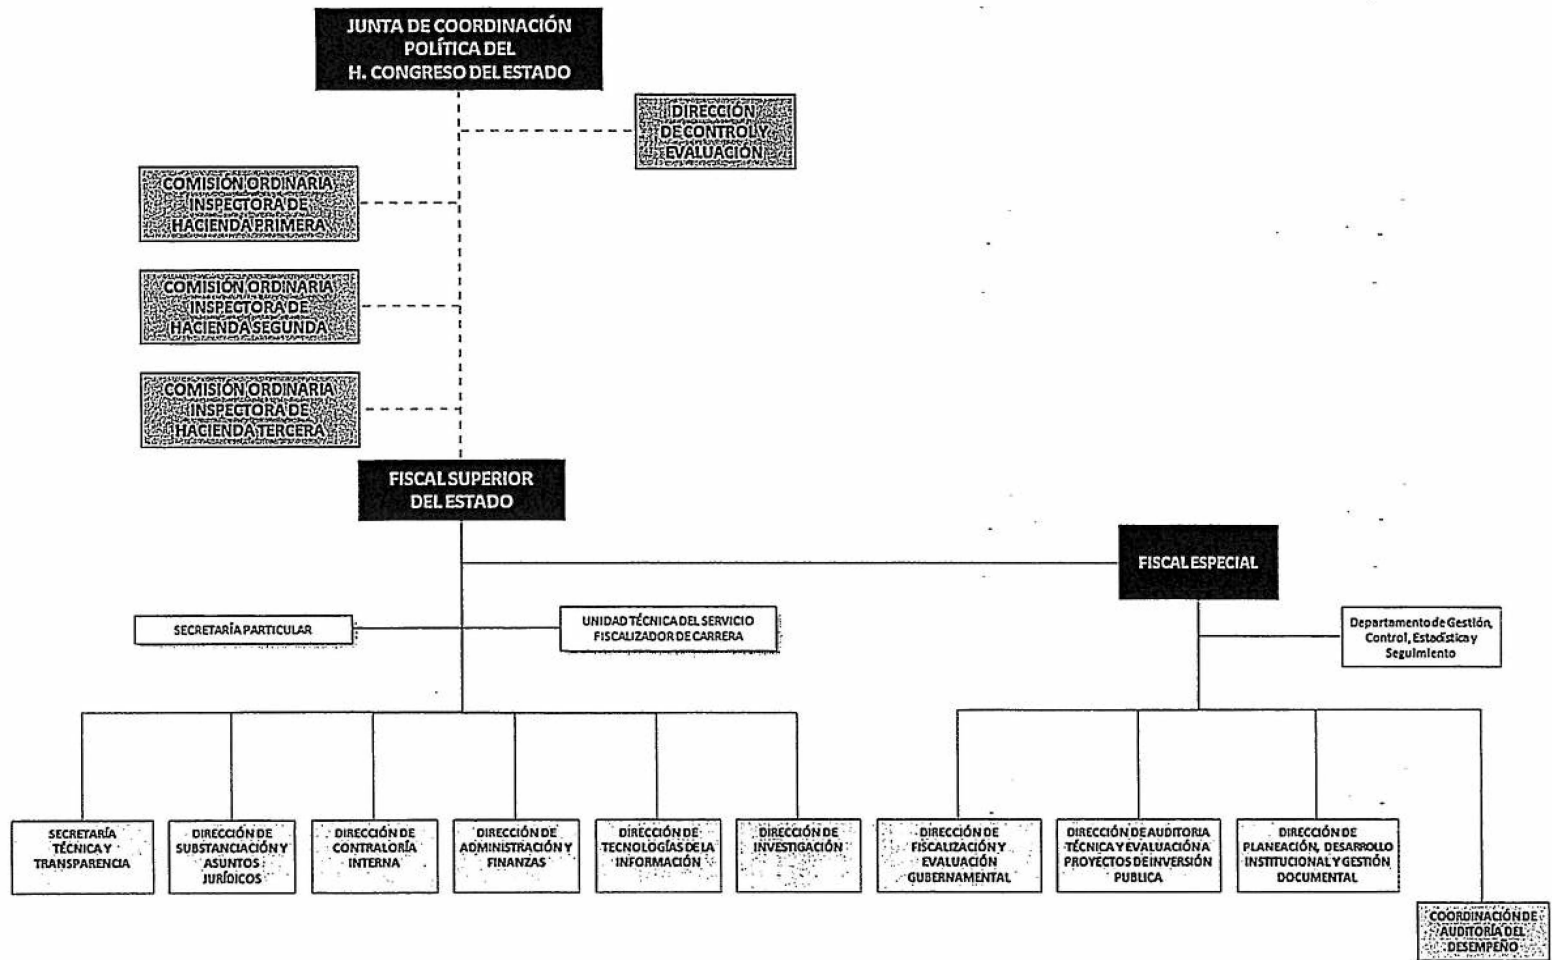 JUNTA DE COORDINACIÓN
POLÍTICA DEL
H. CONGRESO DEL ESTADO
DIRECCIÓN
DE CONTROL Y
EVALUACIÓN
COMISIÓN ORDINARIA
INSPECTORA DE
HACIENDA PRIMERA
COMISIÓN ORDINARIA
INSPECTORA DE
HACIENDA SEGUNDA
COMISIÓN ORDINARIA
INSPECTORA DE
HACIENDA TERCERA
FISCAL SUPERIOR
DEL ESTADO
FISCAL ESPECIAL
SECRETARÍA PARTICULAR
UNIDAD TÉCNICA DEL SERVICIO
FISCALIZADOR DE CARRERA
Departamento de Gestión,
Control, Estadística y
Seguimiento
SECRETARÍA
TÉCNICA Y
TRANSPARENCIA
DIRECCIÓN DE
SUBSTANCIACIÓN Y
ASUNTOS
JURÍDICOS
DIRECCIÓN DE
CONTRALORÍA
INTERNA
DIRECCIÓN DE
ADMINISTRACIÓN Y
FINANZAS
DIRECCIÓN DE
TECNOLOGÍAS DE LA
INFORMACIÓN
DIRECCIÓN DE
INVESTIGACIÓN
DIRECCIÓN DE
FISCALIZACIÓN Y
EVALUACIÓN
GUBERNAMENTAL
DIRECCIÓN DE AUDITORIA
TÉCNICA Y EVALUACIÓN A
PROYECTOS DE INVERSIÓN
PUBLICA
DIRECCIÓN DE
PLANEACIÓN, DESARROLLO
INSTITUCIONAL Y GESTIÓN
DOCUMENTAL
COORDINACIÓN DE
AUDITORÍA DEL
DESEMPEÑO